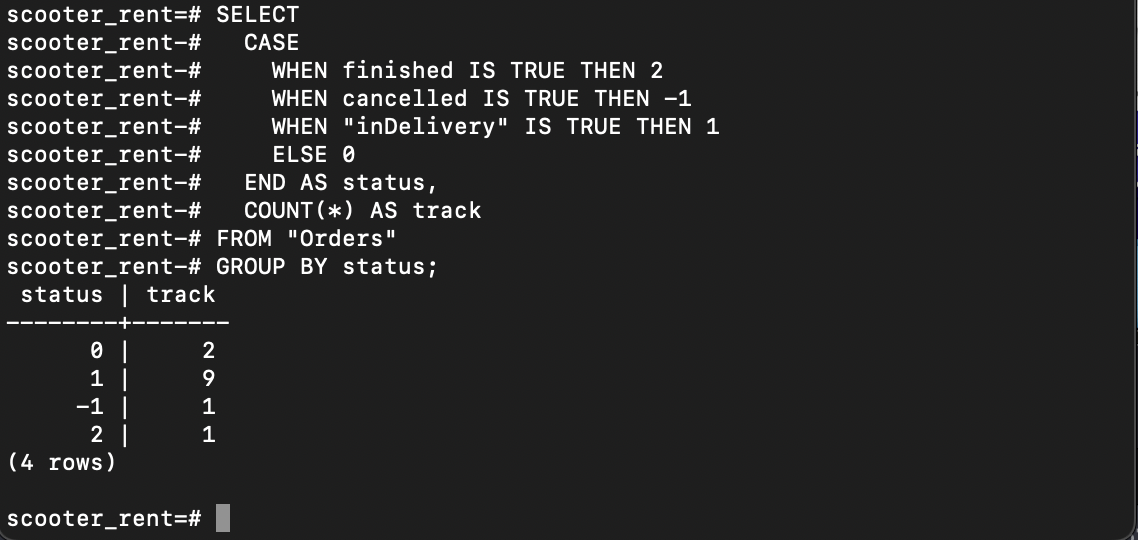 scooter_rent=# SELECT
scooter_rent-#   CASE
scooter_rent-#     WHEN finished IS TRUE THEN 2
scooter_rent-#     WHEN cancelled IS TRUE THEN -1
scooter_rent-#     WHEN "inDelivery" IS TRUE THEN 1
scooter_rent-#     ELSE 0
scooter_rent-#   END AS status,
scooter_rent-#   COUNT(*) AS track
scooter_rent-# FROM "Orders"
scooter_rent-# GROUP BY status;
 status | track
--------+-------
      0 |     2
      1 |     9
     -1 |     1
      2 |     1
(4 rows)

scooter_rent=#